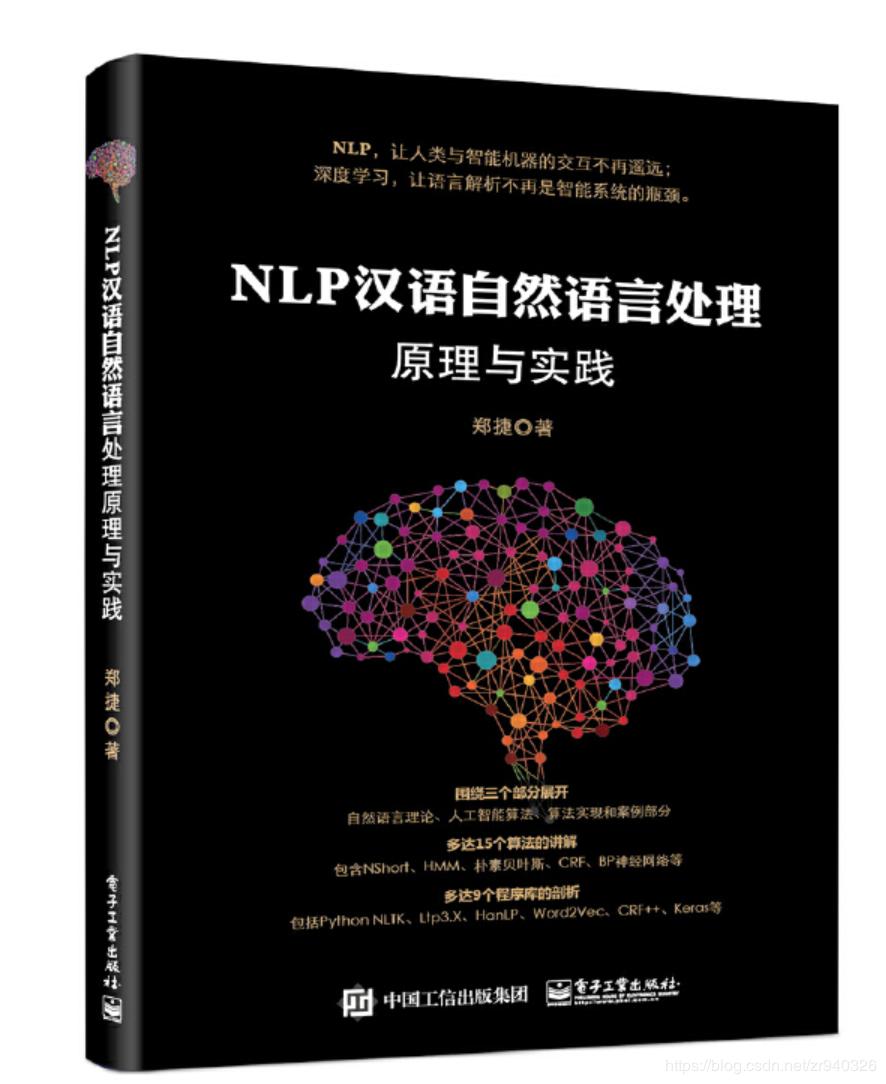 NLP，让人类与智能机器的交互不再遥远；
深度学习，让语言解析不再是智能系统的瓶颈。
NLP汉语自然语言处理
原理与实践
郑捷 著
围绕三个部分展开
自然语言理论、人工智能算法、算法实现和案例部分
多达15个算法的讲解
包含NShort、HMM、朴素贝叶斯、CRF、BP神经网络等
多达9个程序库的剖析
包括Python NLTK、Ltp3.X、HanLP、Word2Vec、CRF++、Keras等
中国工信出版集团
电子工业出版社
PUBLISHING HOUSE OF ELECTRONICS INDUSTRY
NLP汉语自然语言处理原理与实践
郑捷 著
电子工业出版社
https://blog.csdn.net/zr940326